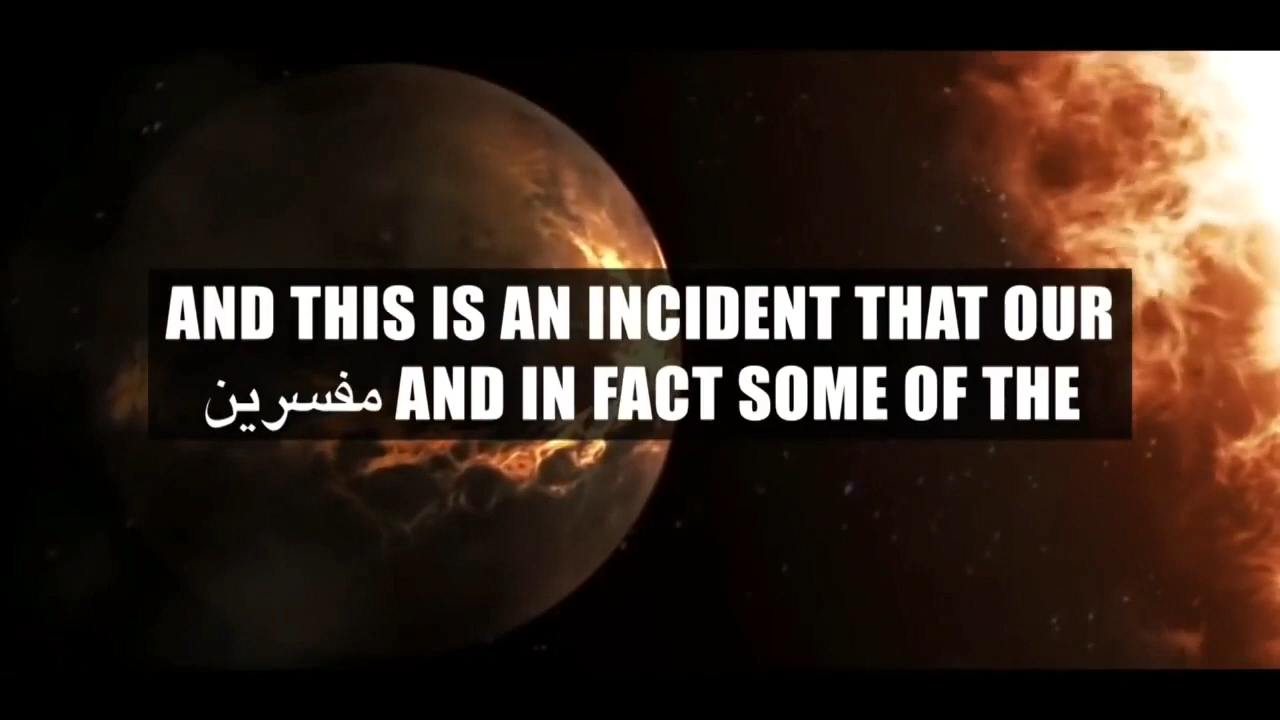 AND THIS IS AN INCIDENT THAT OUR
مفسرين AND IN FACT SOME OF THE